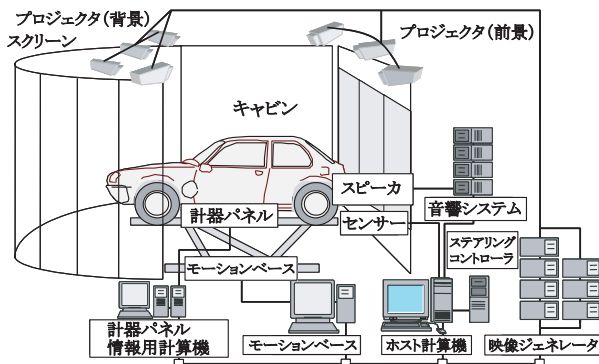 プロジェクタ(背景)
スクリーン
プロジェクタ(前景)
キャビン
スピーカ
計器パネル
センサー
音響システム
モーションベース
ステアリング
コントローラ
計器パネル
情報用計算機
モーションベース
ホスト計算機
映像ジェネレータ